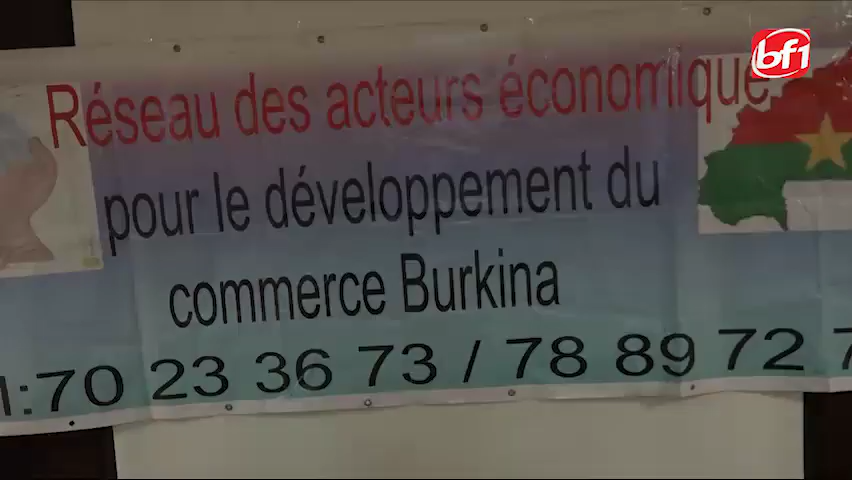 bf1
Réseau des acteurs économique
pour le développement du
commerce Burkina
:70 23 36 73 / 78 89 72